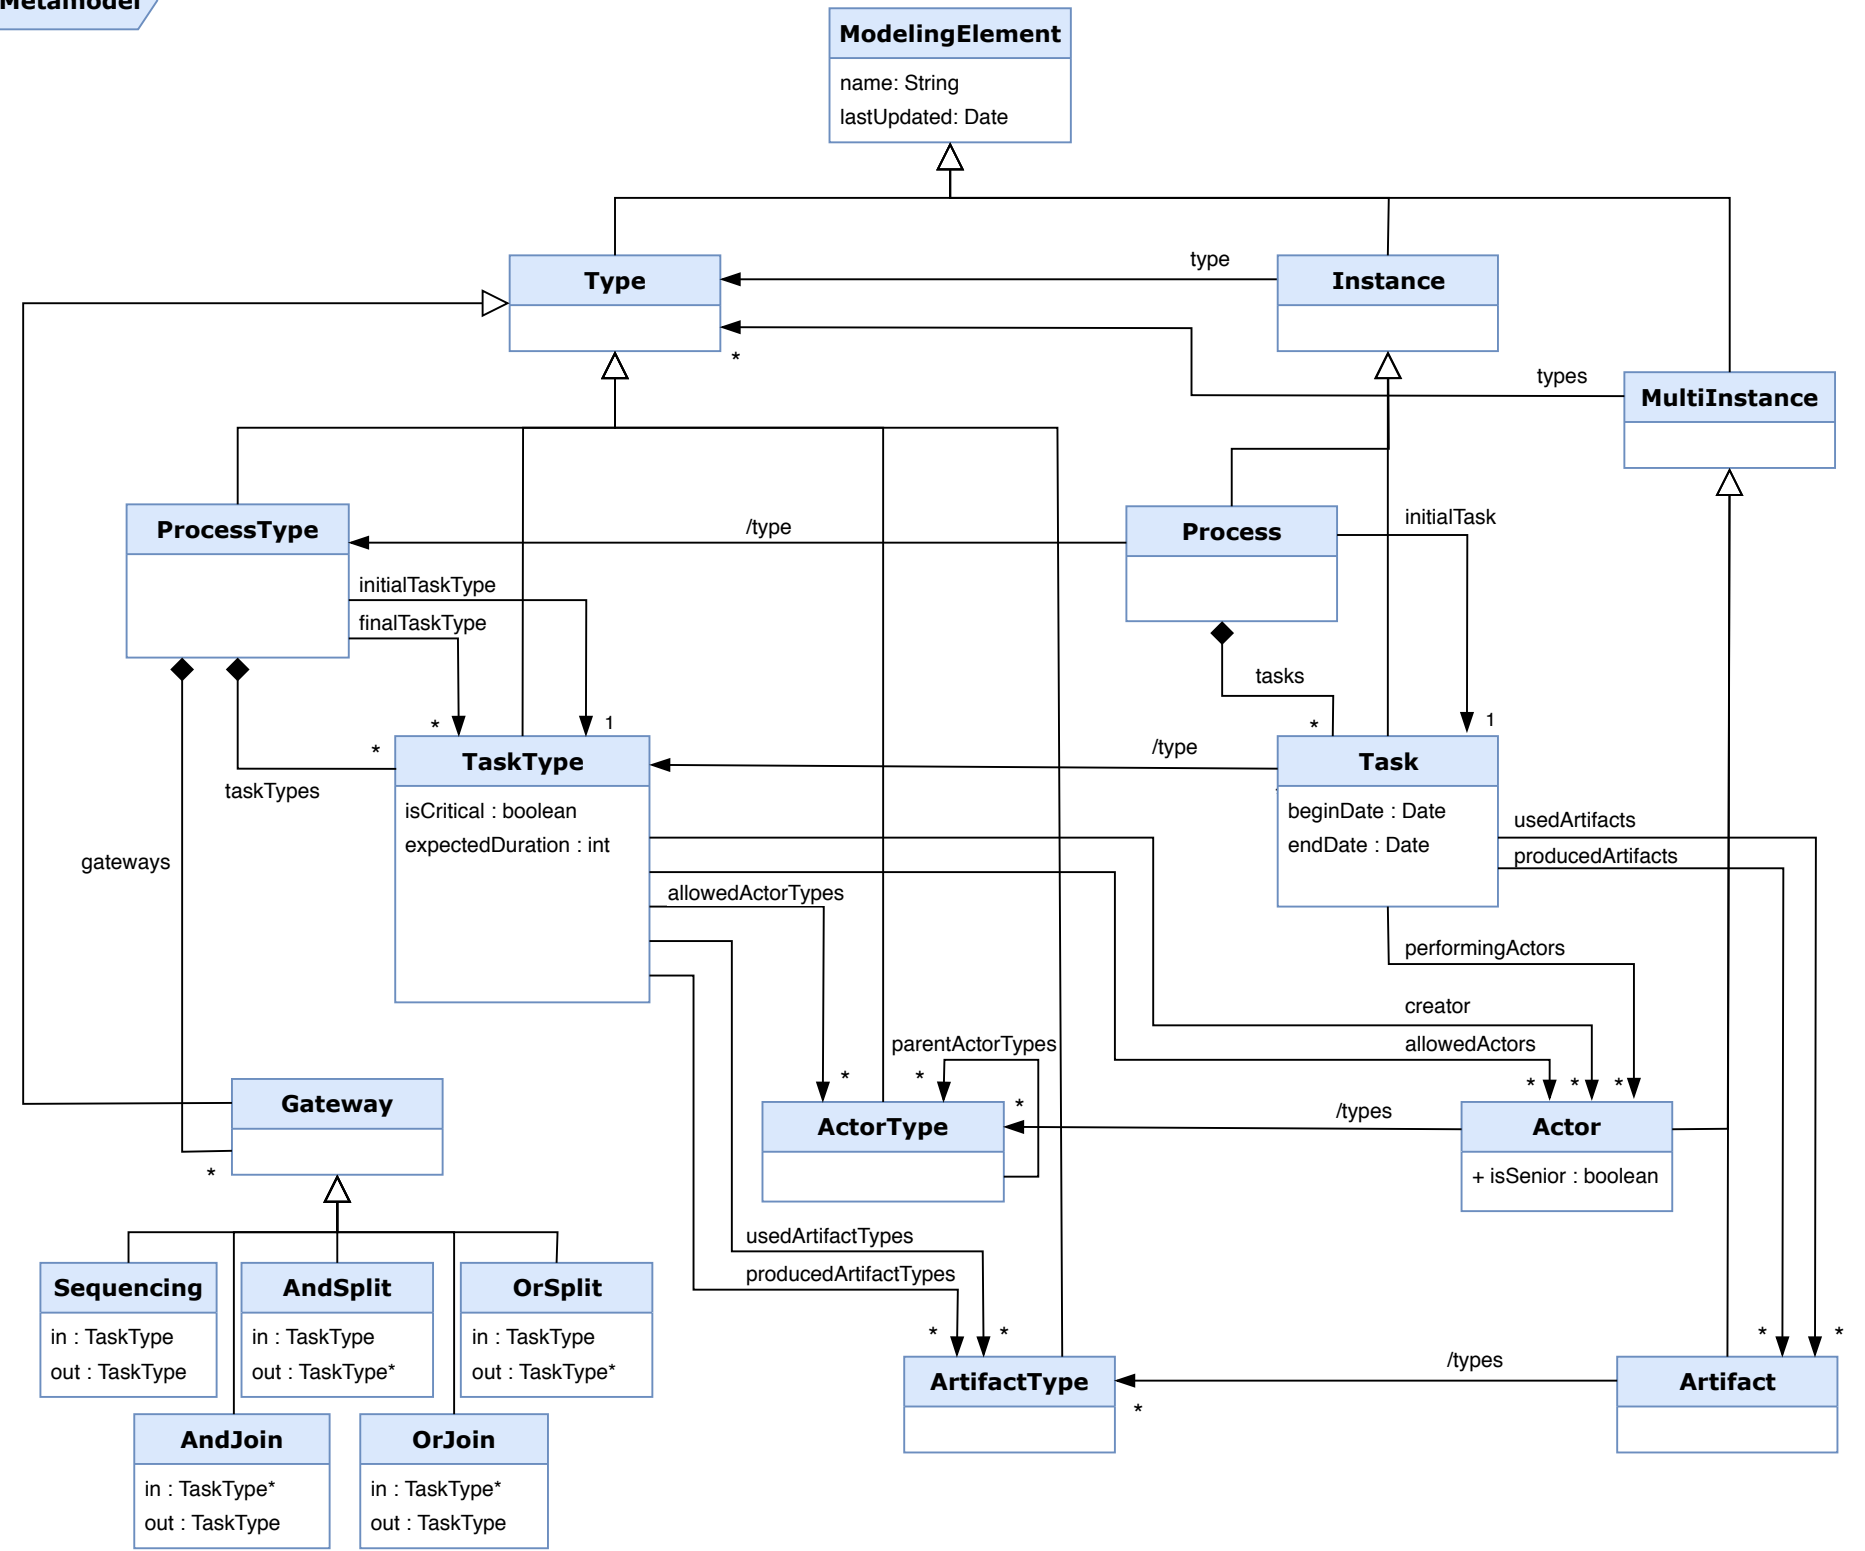 Metamodel
ModelingElement
name: String
lastUpdated: Date
Type
type
Instance
*
types
MultiInstance
ProcessType
/type
Process
initialTask
initialTaskType
finalTaskType
tasks
*
1
*
1
*
taskTypes
TaskType
/type
Task
isCritical : boolean
expectedDuration : int
beginDate : Date
endDate : Date
usedArtifacts
producedArtifacts
gateways
allowedActorTypes
performingActors
creator
allowedActors
parentActorTypes
*
*
*
*
*
*
Gateway
*
ActorType
/types
Actor
+ isSenior : boolean
usedArtifactTypes
producedArtifactTypes
Sequencing
in : TaskType
out : TaskType
AndSplit
in : TaskType
out : TaskType*
OrSplit
in : TaskType
out : TaskType*
*
*
*
*
ArtifactType
/types
*
Artifact
AndJoin
in : TaskType*
out : TaskType
OrJoin
in : TaskType*
out : TaskType